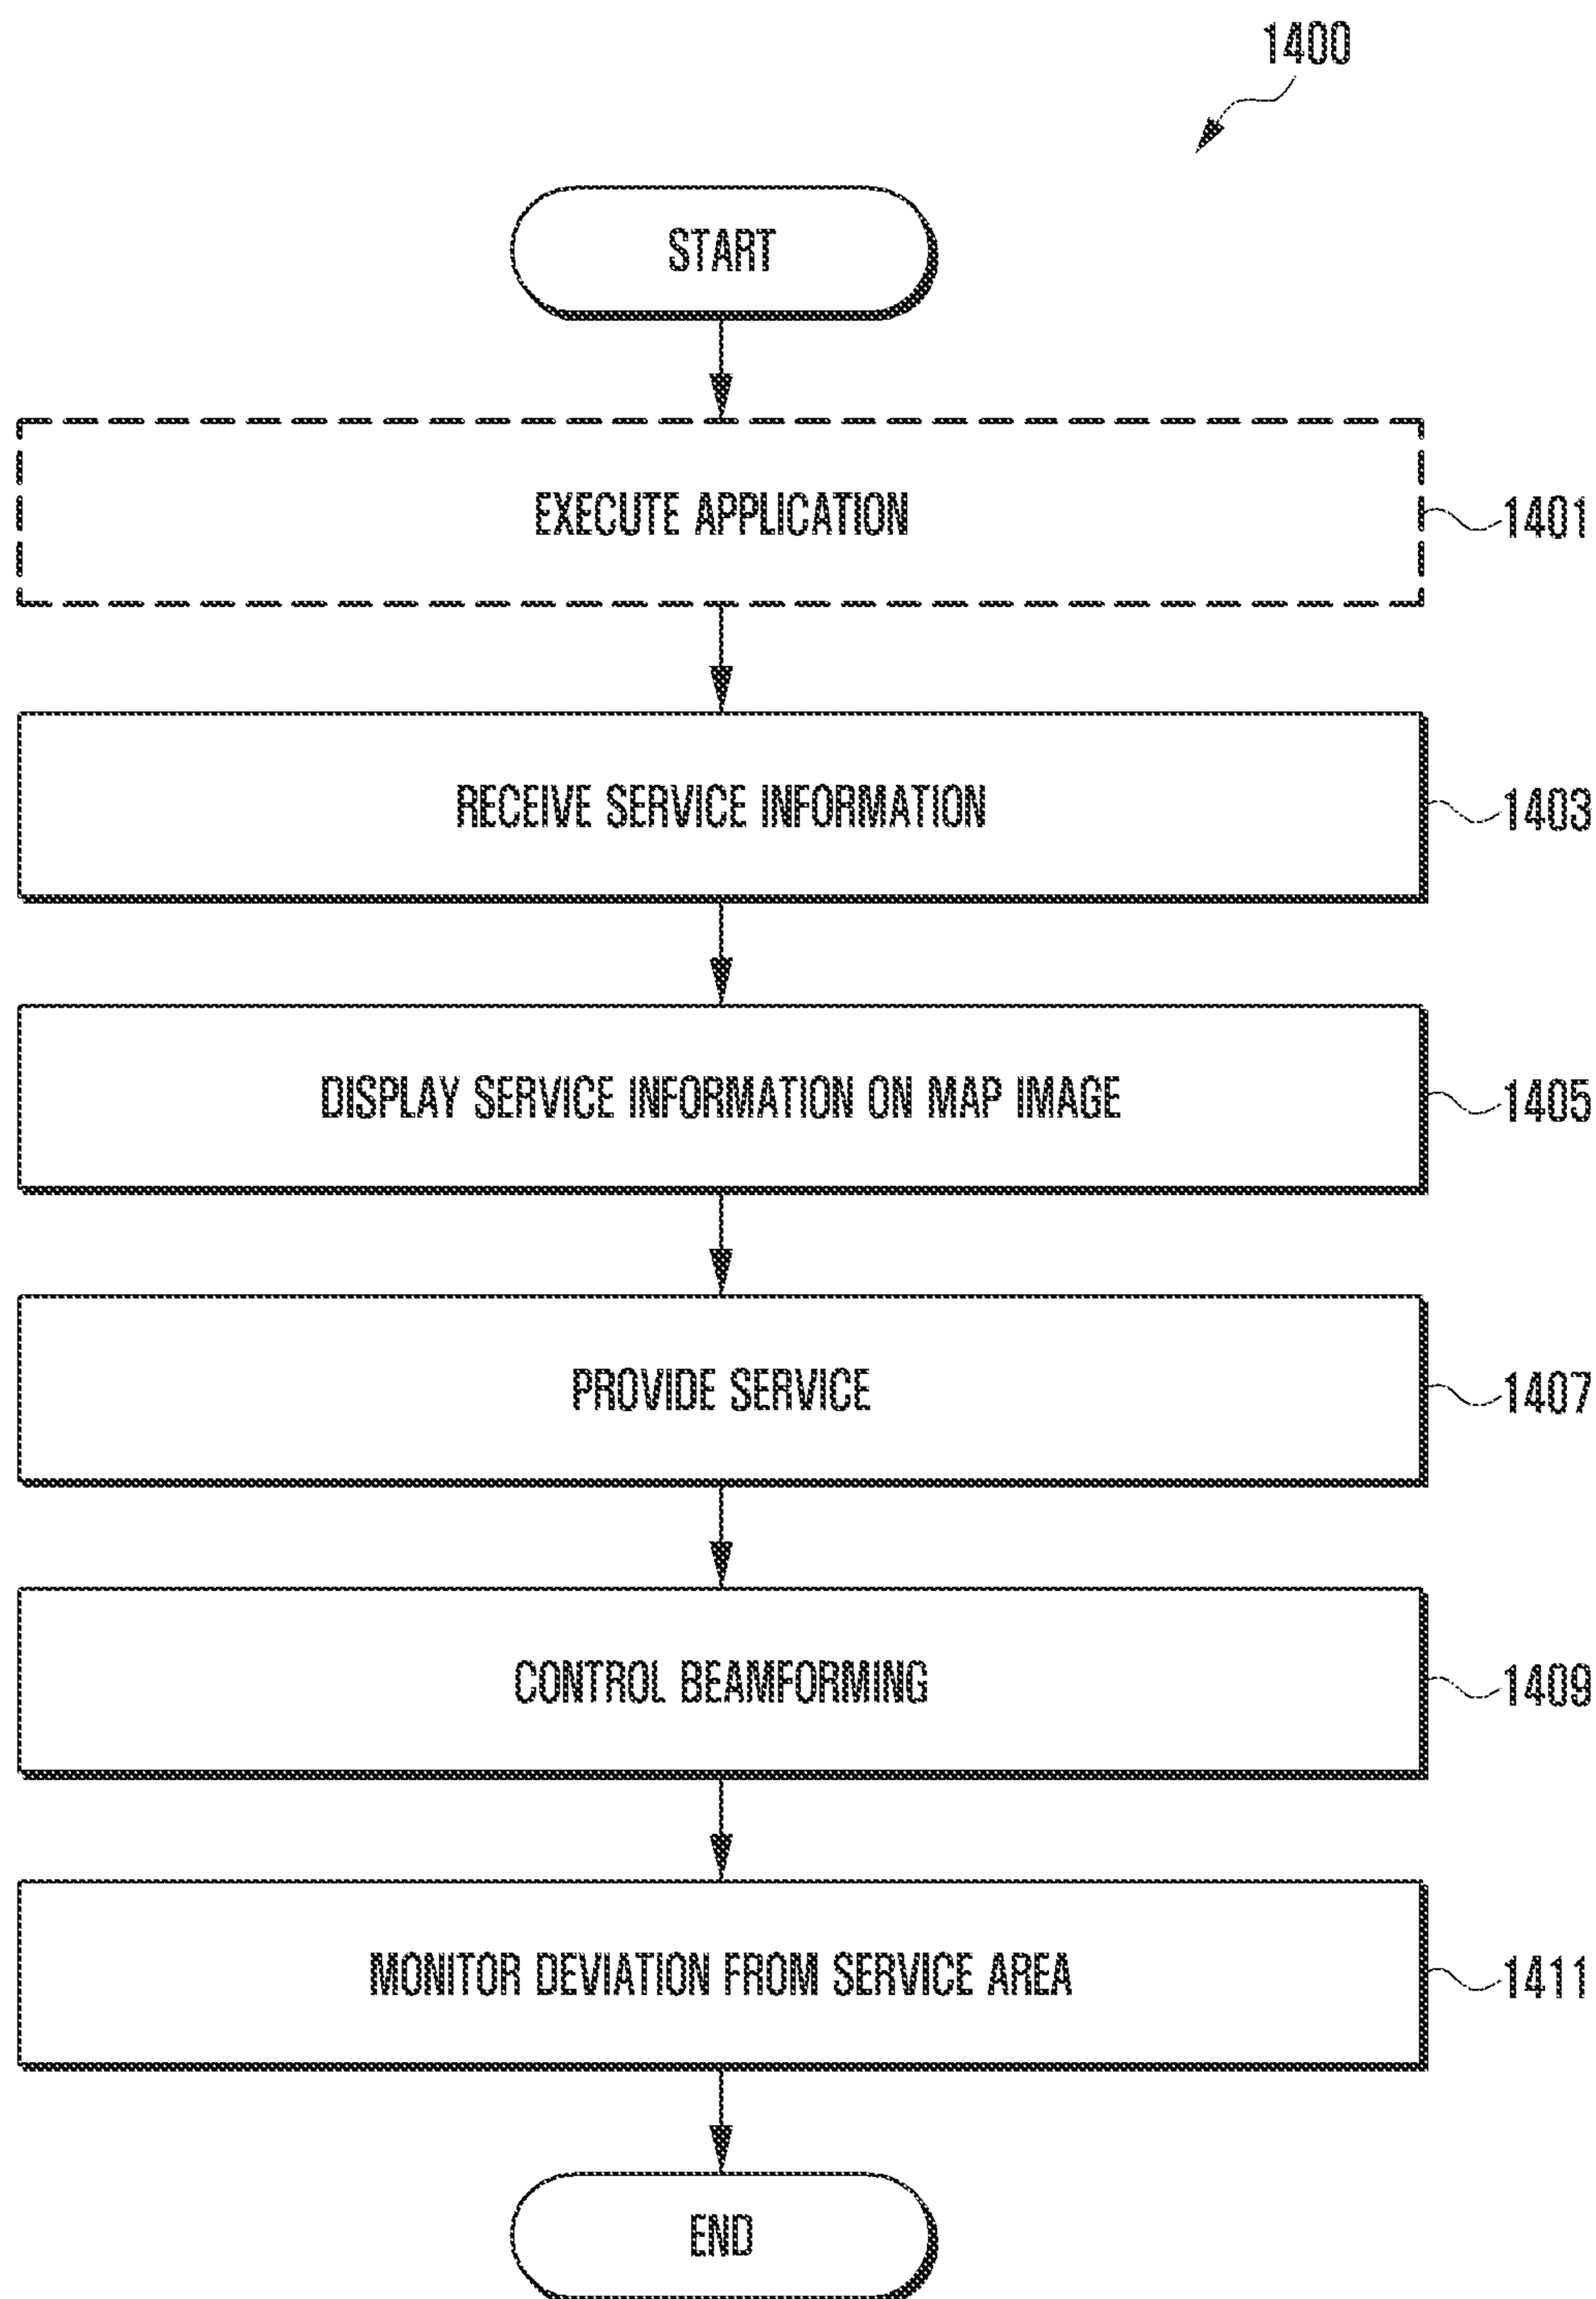 1400
START
EXECUTE APPLICATION
1401
RECEIVE SERVICE INFORMATION
1403
DISPLAY SERVICE INFORMATION ON MAP IMAGE
1405
PROVIDE SERVICE
1407
CONTROL BEAMFORMING
1409
MONITOR DEVIATION FROM SERVICE AREA
1411
END